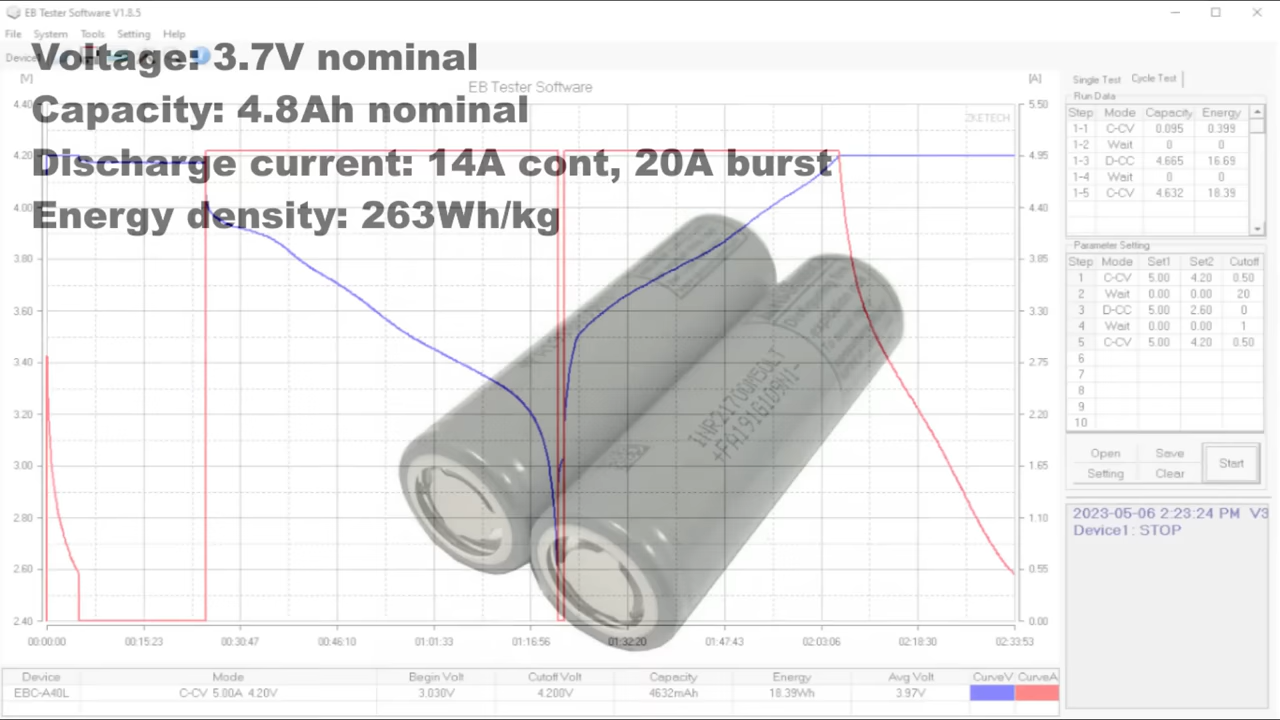 EB Tester Software V1.8.5
File System Tools Setting Help
Device
Voltage: 3.7V nominal
Capacity: 4.8Ah nominal
Discharge current: 14A cont, 20A burst
Energy density: 263Wh/kg
[V] EB Tester Software [A]
ZKETECH
4.40 5.50
4.20 4.95
4.00 4.40
3.80 3.85
3.60 3.30
3.40 2.75
3.20 2.20
3.00 1.65
2.80 1.10
2.60 0.55
2.40 0.00
00:00:00 00:15:23 00:30:47 00:46:10 01:01:33 01:16:56 01:32:20 01:47:43 02:03:06 02:18:30 02:33:53
INR21700M50LT
Single Test Cycle Test
Run Data
Step Mode Capacity Energy
1-1 C-CV 0.095 0.399
1-2 Wait 0 0
1-3 D-CC 4.665 16.69
1-4 Wait 0 0
1-5 C-CV 4.632 18.39
Parameter Setting
Step Mode Set1 Set2 Cutoff
1 C-CV 5.00 4.20 0.50
2 Wait 0.00 0.00 20
3 D-CC 5.00 2.60 0
4 Wait 0.00 0.00 1
5 C-CV 5.00 4.20 0.50
6
7
8
9
10
Open Save Start
Setting Clear
2023-05-06 2:23:24 PM V3
Device1: STOP
Device Mode Begin Volt Cutoff Volt Capacity Energy Avg Volt CurveV CurveA
EBC-A40L C-CV 5.00A 4.20V 3.030V 4.200V 4632mAh 18.39Wh 3.97V